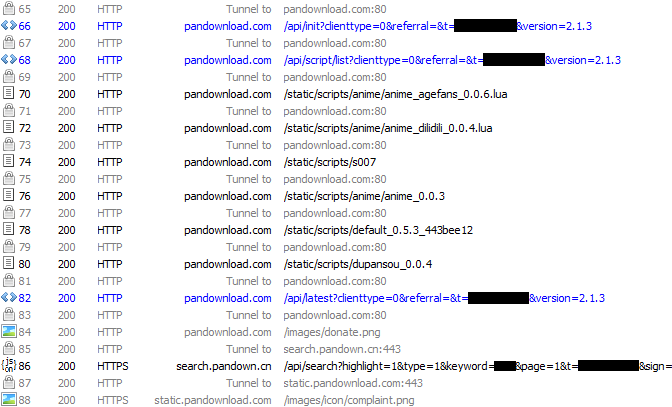 65 200 HTTP Tunnel to pandownload.com:80
66 200 HTTP pandownload.com /api/init?clienttype=0&referral=&t= &version=2.1.3
67 200 HTTP Tunnel to pandownload.com:80
68 200 HTTP pandownload.com /api/script/list?clienttype=0&referral=&t= &version=2.1.3
69 200 HTTP Tunnel to pandownload.com:80
70 200 HTTP pandownload.com /static/scripts/anime/anime_agefans_0.0.6.lua
71 200 HTTP Tunnel to pandownload.com:80
72 200 HTTP pandownload.com /static/scripts/anime/anime_dilidili_0.0.4.lua
73 200 HTTP Tunnel to pandownload.com:80
74 200 HTTP pandownload.com /static/scripts/s007
75 200 HTTP Tunnel to pandownload.com:80
76 200 HTTP pandownload.com /static/scripts/anime/anime_0.0.3
77 200 HTTP Tunnel to pandownload.com:80
78 200 HTTP pandownload.com /static/scripts/default_0.5.3_443bee12
79 200 HTTP Tunnel to pandownload.com:80
80 200 HTTP pandownload.com /static/scripts/dupansou_0.0.4
81 200 HTTP Tunnel to pandownload.com:80
82 200 HTTP pandownload.com /api/latest?clienttype=0&referral=&t= &version=2.1.3
83 200 HTTP Tunnel to pandownload.com:80
84 200 HTTP pandownload.com /images/donate.png
85 200 HTTP Tunnel to search.pandown.cn:443
86 200 HTTPS search.pandown.cn /api/search?highlight=1&type=1&keyword= &page=1&t= &sign=
87 200 HTTP Tunnel to static.pandownload.com:443
88 200 HTTPS static.pandownload.com /images/icon/complaint.png